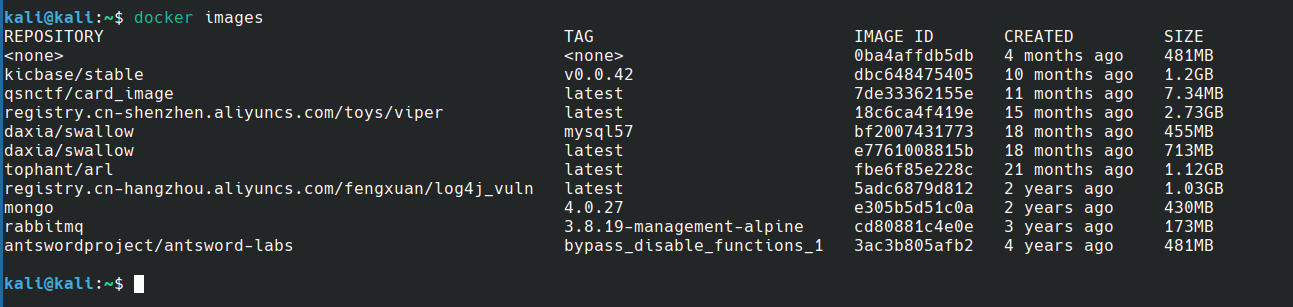 kali@kali:~$ docker images
REPOSITORY TAG IMAGE ID CREATED SIZE
<none> <none> 0ba4affdb5db 4 months ago 481MB
kicbase/stable v0.0.42 dbc648475405 10 months ago 1.2GB
qsnctf/card_image latest 7de33362155e 11 months ago 7.34MB
registry.cn-shenzhen.aliyuncs.com/toys/viper latest 18c6ca4f419e 15 months ago 2.73GB
daxia/swallow mysql57 bf2007431773 18 months ago 455MB
daxia/swallow latest e7761008815b 18 months ago 713MB
tophant/arl latest fbe6f85e228c 21 months ago 1.12GB
registry.cn-hangzhou.aliyuncs.com/fengxuan/log4j_vuln latest 5adc6879d812 2 years ago 1.03GB
mongo 4.0.27 e305b5d51c0a 2 years ago 430MB
rabbitmq 3.8.19-management-alpine cd80881c4e0e 3 years ago 173MB
antswordproject/antsword-labs bypass_disable_functions_1 3ac3b805afb2 4 years ago 481MB
kali@kali:~$